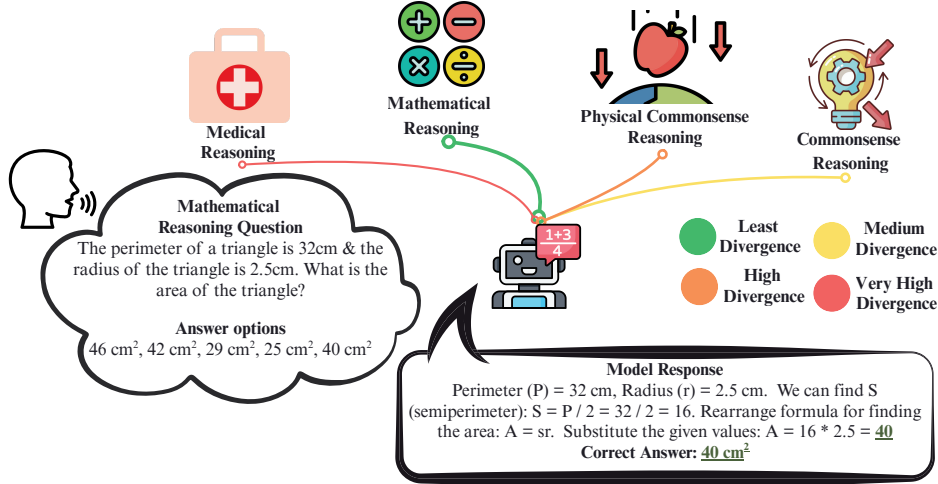 Medical
Reasoning
Mathematical
Reasoning
Physical Commonsense
Reasoning
Commonsense
Reasoning
Mathematical
Reasoning Question
The perimeter of a triangle is 32cm & the
radius of the triangle is 2.5cm. What is the
area of the triangle?
Answer options
46 cm², 42 cm², 29 cm², 25 cm², 40 cm²
1+3
4
Least
Divergence
Medium
Divergence
High
Divergence
Very High
Divergence
Model Response
Perimeter (P) = 32 cm, Radius (r) = 2.5 cm. We can find S
(semiperimeter): S = P / 2 = 32 / 2 = 16. Rearrange formula for finding
the area: A = sr. Substitute the given values: A = 16 * 2.5 = 40
Correct Answer: 40 cm²